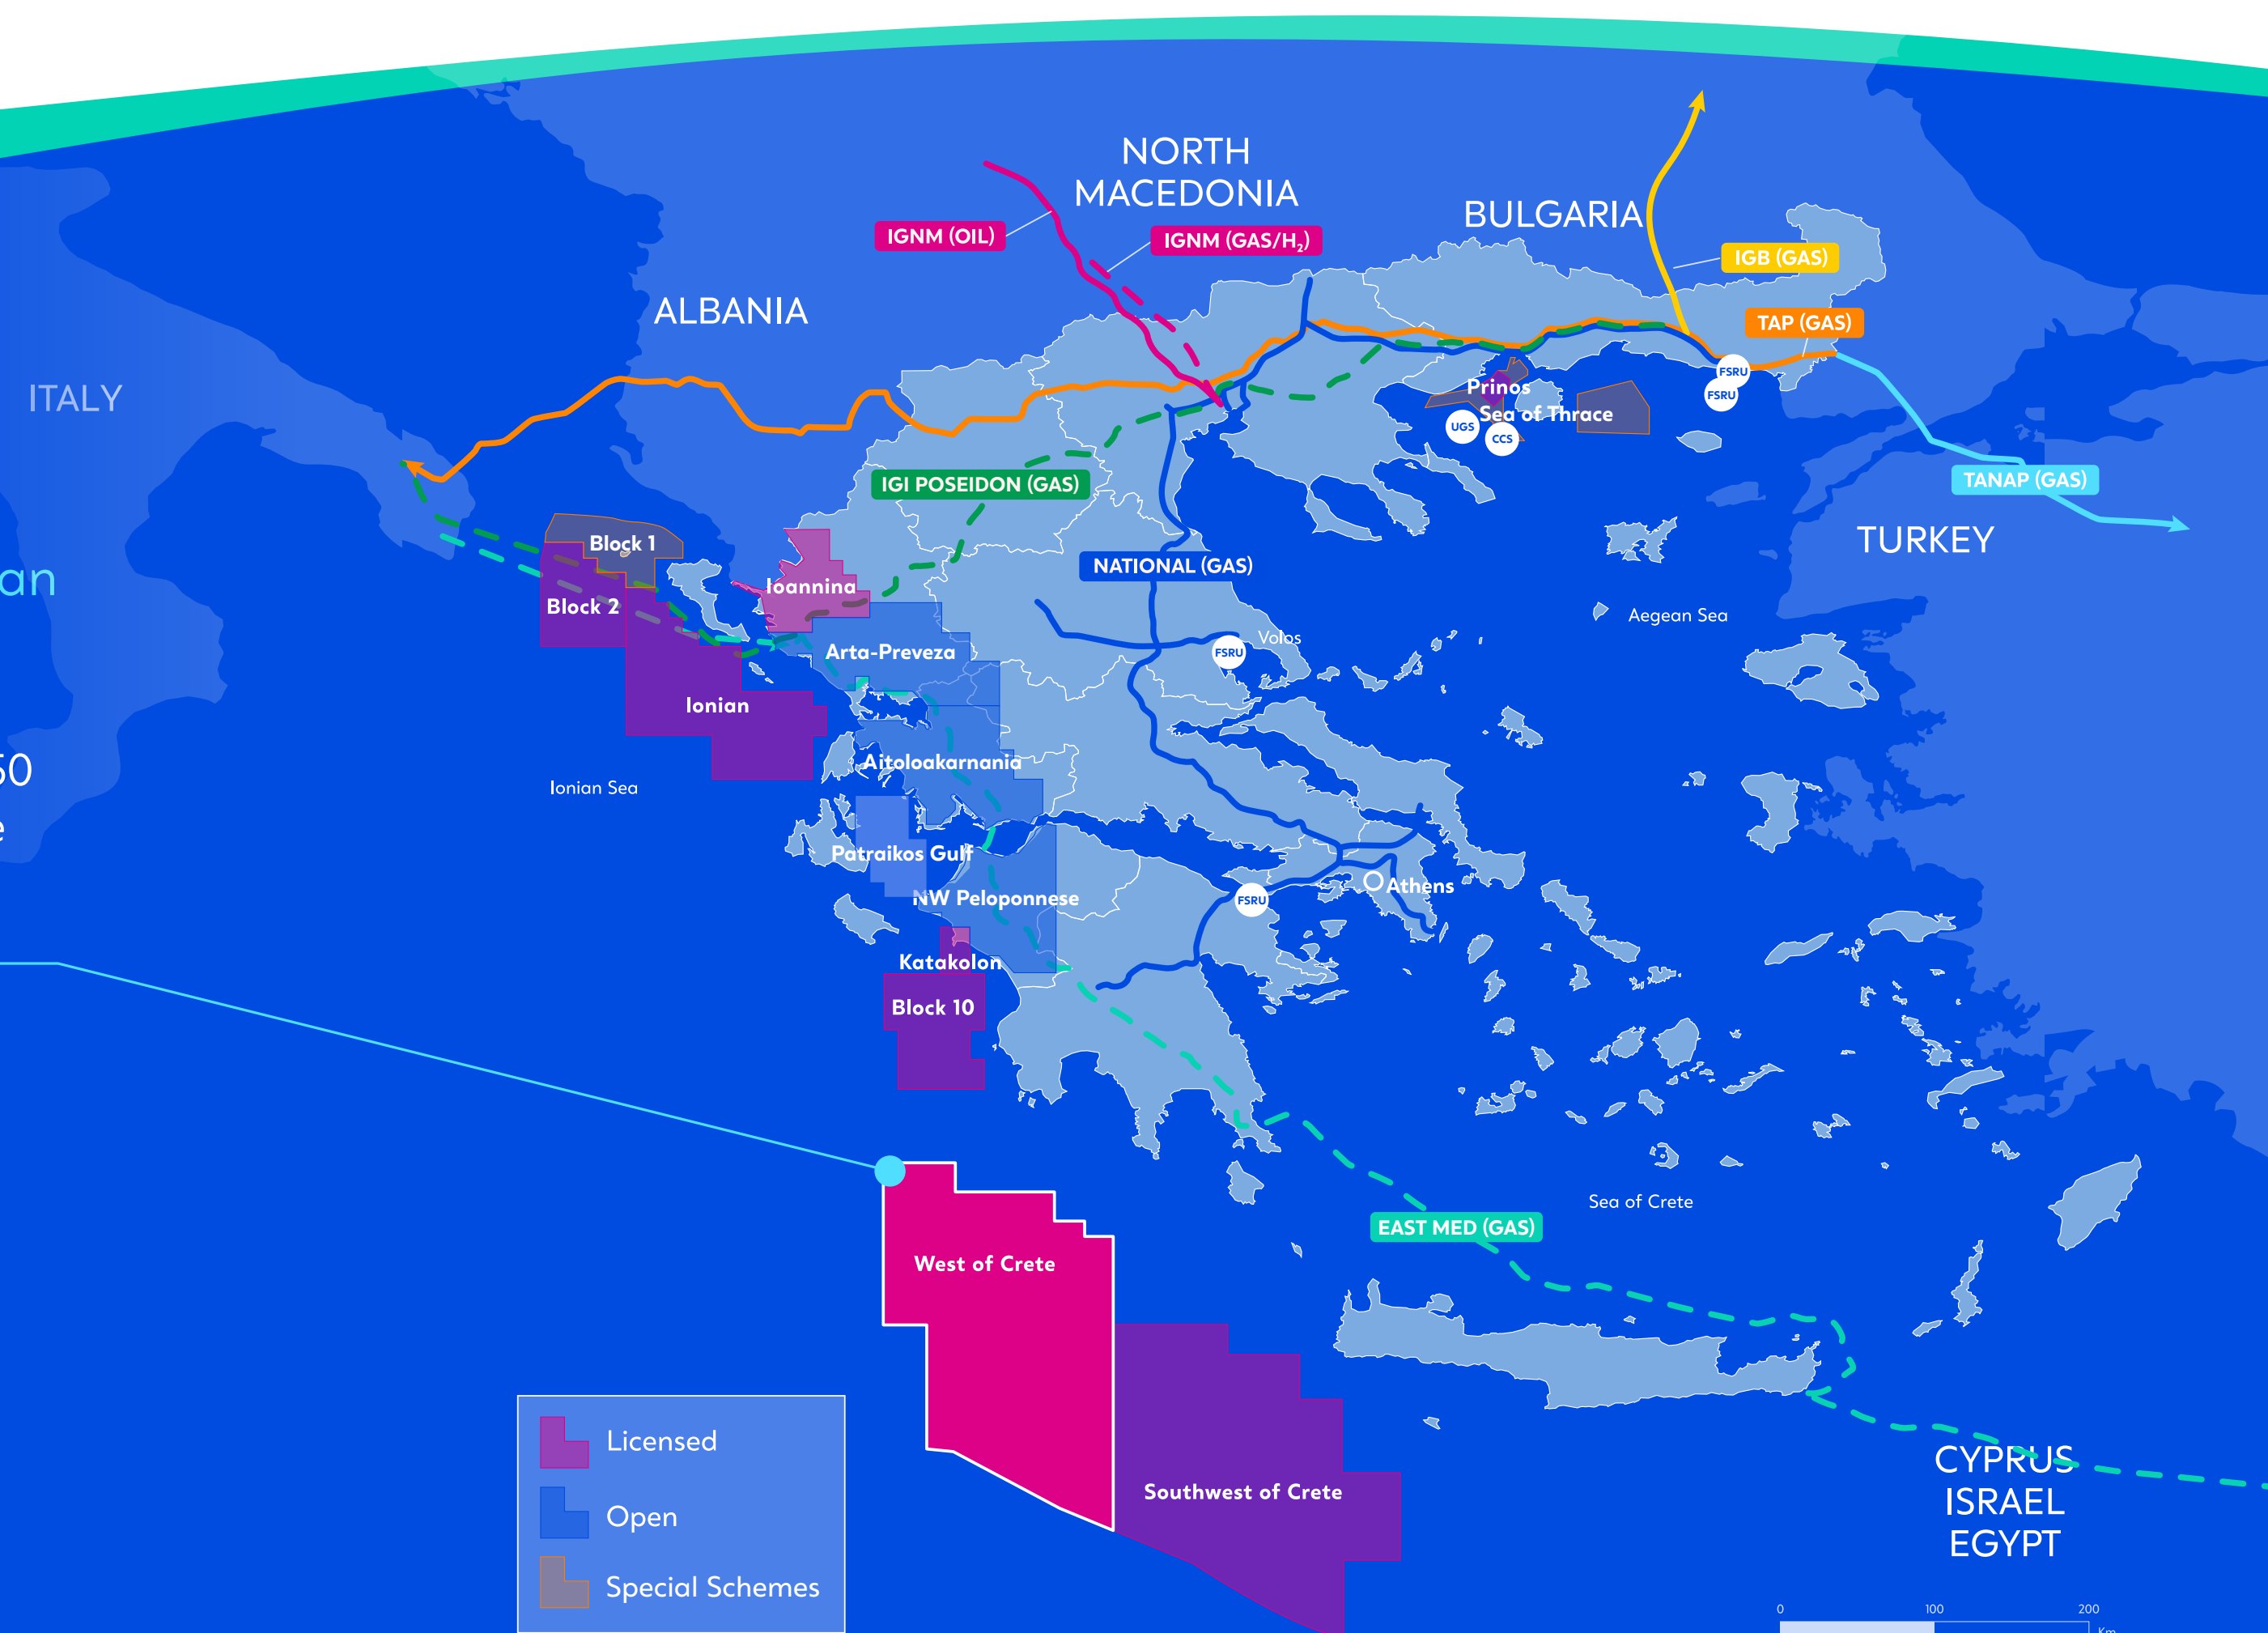 NORTH
MACEDONIA
BULGARIA
IGNM (OIL)
IGNM (GAS/H₂)
IGB (GAS)
ALBANIA
TAP (GAS)
ITALY
FSRU
FSRU
Prinos
Sea of Thrace
UGS
CCS
IGI POSEIDON (GAS)
TANAP (GAS)
TURKEY
Block 1
NATIONAL (GAS)
an
Ioannina
Block 2
Aegean Sea
Volos
FSRU
Arta-Preveza
Ionian
Aitoloakarnania
50
Ionian Sea
e
Patraikos Gulf
Athens
NW Peloponnese
FSRU
Katakolon
Block 10
Sea of Crete
EAST MED (GAS)
West of Crete
Licensed
CYPRUS
ISRAEL
EGYPT
Southwest of Crete
Open
Special Schemes
0 100 200
Km